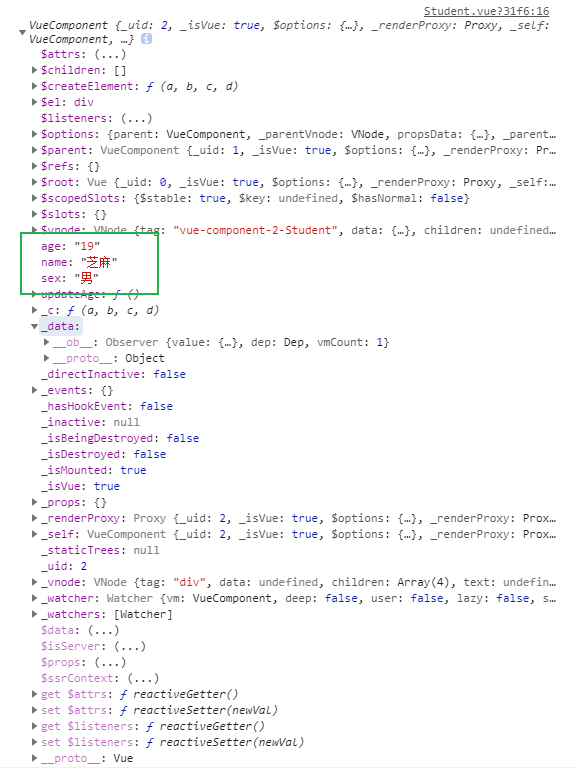 Student.vue?31f6:16
VueComponent {_uid: 2, _isVue: true, $options: {…}, _renderProxy: Proxy, _self:
VueComponent, …} i
$attrs: (...)
$children: []
$createElement: ƒ (a, b, c, d)
$el: div
$listeners: (...)
$options: {parent: VueComponent, _parentVnode: VNode, propsData: {…}, _parent…
$parent: VueComponent {_uid: 1, _isVue: true, $options: {…}, _renderProxy: Pr…
$refs: {}
$root: Vue {_uid: 0, _isVue: true, $options: {…}, _renderProxy: Proxy, _self:…
$scopedSlots: {$stable: true, $key: undefined, $hasNormal: false}
$slots: {}
$vnode: VNode {tag: "vue-component-2-Student", data: {…}, children: undefined…
age: "19"
name: "芝麻"
sex: "男"
updateAge: ƒ ()
_c: ƒ (a, b, c, d)
_data:
__ob__: Observer {value: {…}, dep: Dep, vmCount: 1}
__proto__: Object
_directInactive: false
_events: {}
_hasHookEvent: false
_inactive: null
_isBeingDestroyed: false
_isDestroyed: false
_isMounted: true
_isVue: true
_props: {}
_renderProxy: Proxy {_uid: 2, _isVue: true, $options: {…}, _renderProxy: Prox…
_self: VueComponent {_uid: 2, _isVue: true, $options: {…}, _renderProxy: Prox…
_staticTrees: null
_uid: 2
_vnode: VNode {tag: "div", data: undefined, children: Array(4), text: undefin…
_watcher: Watcher {vm: VueComponent, deep: false, user: false, lazy: false, s…
_watchers: [Watcher]
$data: (...)
$isServer: (...)
$props: (...)
$ssrContext: (...)
get $attrs: ƒ reactiveGetter()
set $attrs: ƒ reactiveSetter(newVal)
get $listeners: ƒ reactiveGetter()
set $listeners: ƒ reactiveSetter(newVal)
__proto__: Vue